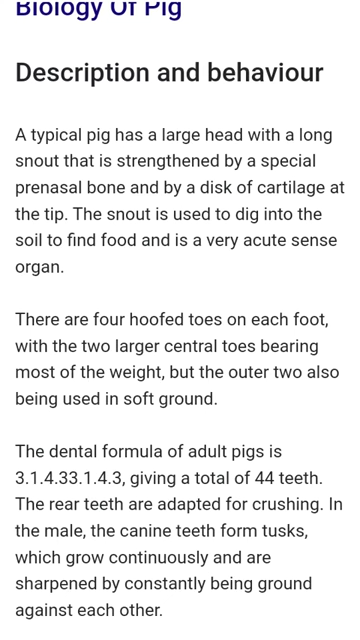 Biology Of Pig
Description and behaviour
A typical pig has a large head with a long
snout that is strengthened by a special
prenasal bone and by a disk of cartilage at
the tip. The snout is used to dig into the
soil to find food and is a very acute sense
organ.
There are four hoofed toes on each foot,
with the two larger central toes bearing
most of the weight, but the outer two also
being used in soft ground.
The dental formula of adult pigs is
3.1.4.33.1.4.3, giving a total of 44 teeth.
The rear teeth are adapted for crushing. In
the male, the canine teeth form tusks,
which grow continuously and are
sharpened by constantly being ground
against each other.